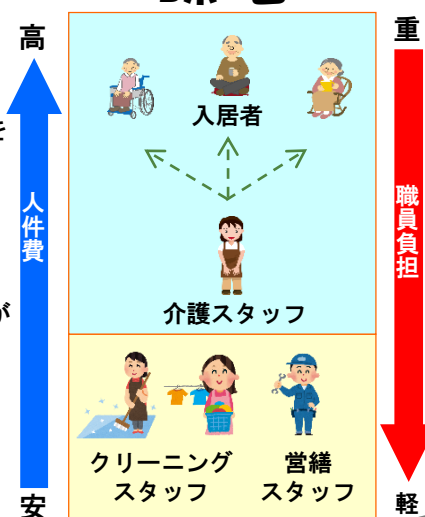 高
重
入居者
人件費
職員負担
が
介護スタッフ
クリーニング
スタッフ
営繕
スタッフ
安
軽